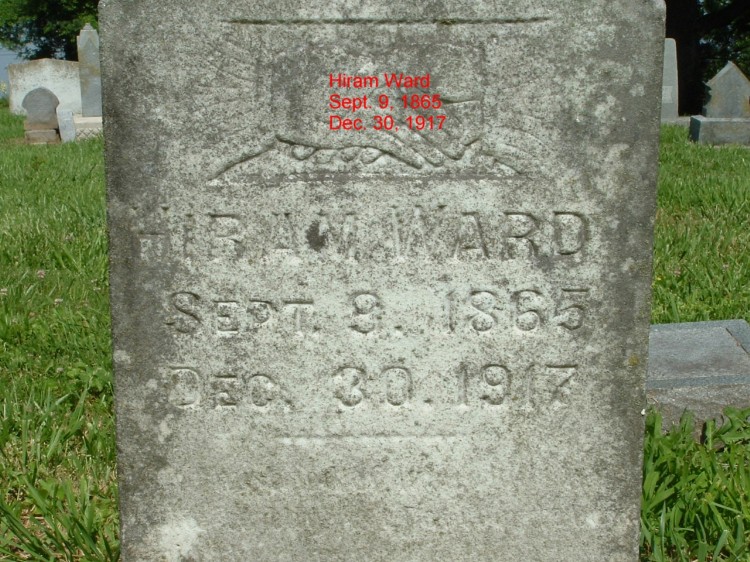 Hiram Ward
Sept. 9, 1865
Dec. 30, 1917
HIRAM WARD
SEPT. 9, 1865
DEC. 30, 1917